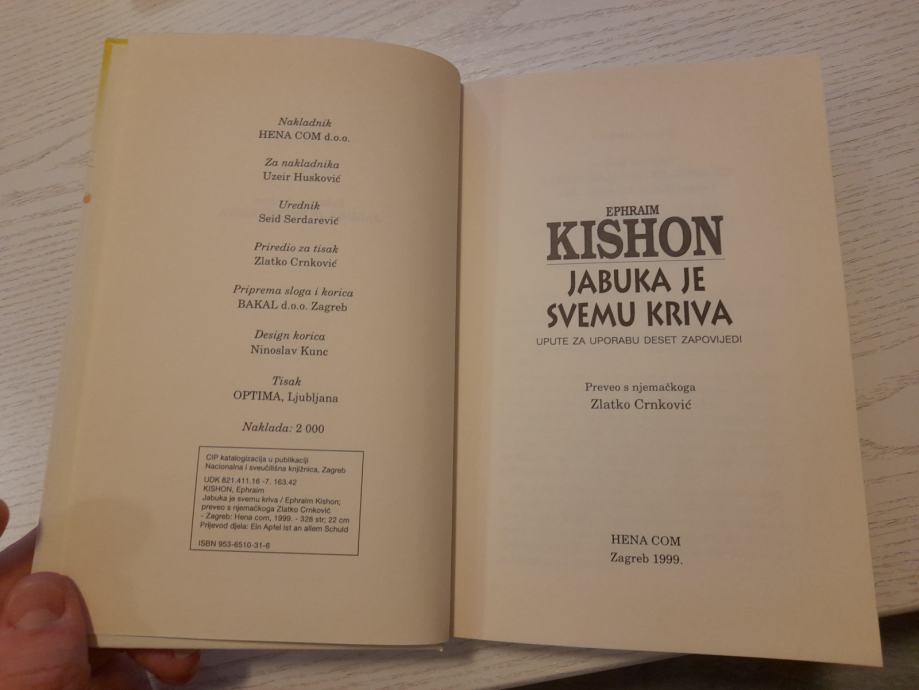 Nakladnik
HENA COM d.o.o.
Za nakladnika
Uzeir Husković
Urednik
Seid Serdarević
Priredio za tisak
Zlatko Crnković
Priprema sloga i korica
BAKAL d.o.o. Zagreb
Design korica
Ninoslav Kunc
Tisak
OPTIMA, Ljubljana
Naklada: 2 000
CIP katalogizacija u publikaciji
Nacionalna i sveučilišna knjižnica, Zagreb
UDK 821.411.16 -7. 163.42
KISHON, Ephraim
Jabuka je svemu kriva / Ephraim Kishon;
preveo s njemačkoga Zlatko Crnković
- Zagreb: Hena com, 1999. - 328 str; 22 cm
Prijevod djela: Ein Apfel ist an allem Schuld
ISBN 953-6510-31-6
EPHRAIM
KISHON
JABUKA JE
SVEMU KRIVA
UPUTE ZA UPORABU DESET ZAPOVIJEDI
Preveo s njemačkoga
Zlatko Crnković
HENA COM
Zagreb 1999.